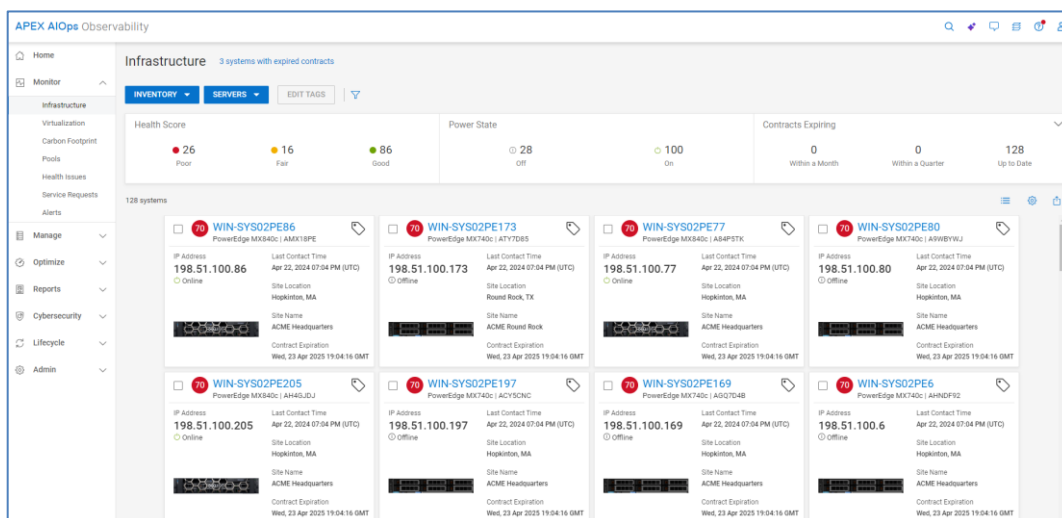 APEX AIOps Observability
Home
Monitor
Infrastructure
Virtualization
Carbon Footprint
Pools
Health Issues
Service Requests
Alerts
Manage
Optimize
Reports
Cybersecurity
Lifecycle
Admin
Infrastructure 3 systems with expired contracts
INVENTORY SERVERS EDIT TAGS
Health Score Power State Contracts Expiring
26 16 86 28 100 0 0 128
Poor Fair Good Off On Within a Month Within a Quarter Up to Date
128 systems
70 WIN-SYS02PE86
PowerEdge MX840c | AMX18PE
IP Address Last Contact Time
198.51.100.86 Apr 22, 2024 07:04 PM (UTC)
Online
Site Location
Hopkinton, MA
Site Name
ACME Headquarters
Contract Expiration
Wed, 23 Apr 2025 19:04:16 GMT
70 WIN-SYS02PE173
PowerEdge MX740c | ATY7D85
IP Address Last Contact Time
198.51.100.173 Apr 22, 2024 07:04 PM (UTC)
Offline
Site Location
Round Rock, TX
Site Name
ACME Round Rock
Contract Expiration
Wed, 23 Apr 2025 19:04:16 GMT
70 WIN-SYS02PE77
PowerEdge MX840c | A84P5TK
IP Address Last Contact Time
198.51.100.77 Apr 22, 2024 07:04 PM (UTC)
Online
Site Location
Hopkinton, MA
Site Name
ACME Headquarters
Contract Expiration
Wed, 23 Apr 2025 19:04:16 GMT
70 WIN-SYS02PE80
PowerEdge MX740c | A9WBYWJ
IP Address Last Contact Time
198.51.100.80 Apr 22, 2024 07:04 PM (UTC)
Offline
Site Location
Hopkinton, MA
Site Name
ACME Headquarters
Contract Expiration
Wed, 23 Apr 2025 19:04:16 GMT
70 WIN-SYS02PE205
PowerEdge MX840c | AH4GJDJ
IP Address Last Contact Time
198.51.100.205 Apr 22, 2024 07:04 PM (UTC)
Online
Site Location
Hopkinton, MA
Site Name
ACME Headquarters
Contract Expiration
Wed, 23 Apr 2025 19:04:16 GMT
70 WIN-SYS02PE197
PowerEdge MX740c | ACY5CNC
IP Address Last Contact Time
198.51.100.197 Apr 22, 2024 07:04 PM (UTC)
Offline
Site Location
Hopkinton, MA
Site Name
ACME Headquarters
Contract Expiration
Wed, 23 Apr 2025 19:04:16 GMT
70 WIN-SYS02PE169
PowerEdge MX740c | AGQ7D4B
IP Address Last Contact Time
198.51.100.169 Apr 22, 2024 07:04 PM (UTC)
Offline
Site Location
Hopkinton, MA
Site Name
ACME Headquarters
Contract Expiration
Wed, 23 Apr 2025 19:04:16 GMT
70 WIN-SYS02PE6
PowerEdge MX740c | AHNDF92
IP Address Last Contact Time
198.51.100.6 Apr 22, 2024 07:04 PM (UTC)
Offline
Site Location
Hopkinton, MA
Site Name
ACME Headquarters
Contract Expiration
Wed, 23 Apr 2025 19:04:16 GMT